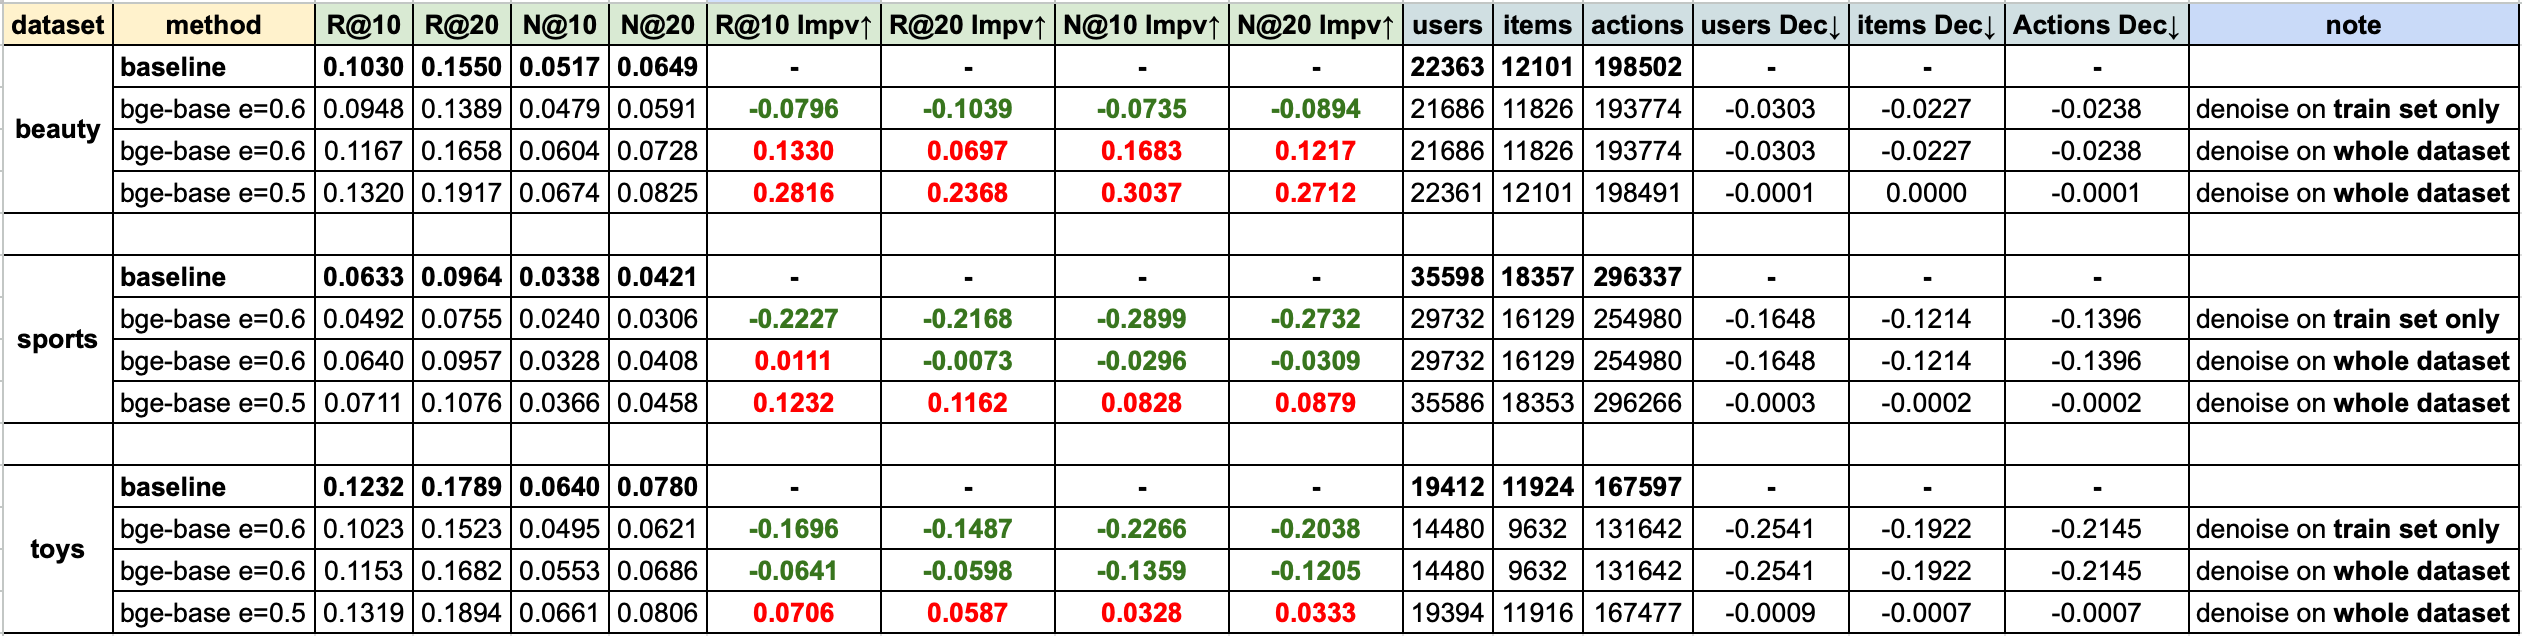 dataset method R@10 R@20 N@10 N@20 R@10 Impv↑ R@20 Impv↑ N@10 Impv↑ N@20 Impv↑ users items actions users Dec↓ items Dec↓ Actions Dec↓ note
beauty
baseline 0.1030 0.1550 0.0517 0.0649 - - - - 22363 12101 198502 - - -
bge-base e=0.6 0.0948 0.1389 0.0479 0.0591 -0.0796 -0.1039 -0.0735 -0.0894 21686 11826 193774 -0.0303 -0.0227 -0.0238 denoise on train set only
bge-base e=0.6 0.1167 0.1658 0.0604 0.0728 0.1330 0.0697 0.1683 0.1217 21686 11826 193774 -0.0303 -0.0227 -0.0238 denoise on whole dataset
bge-base e=0.5 0.1320 0.1917 0.0674 0.0825 0.2816 0.2368 0.3037 0.2712 22361 12101 198491 -0.0001 0.0000 -0.0001 denoise on whole dataset
sports
baseline 0.0633 0.0964 0.0338 0.0421 - - - - 35598 18357 296337 - - -
bge-base e=0.6 0.0492 0.0755 0.0240 0.0306 -0.2227 -0.2168 -0.2899 -0.2732 29732 16129 254980 -0.1648 -0.1214 -0.1396 denoise on train set only
bge-base e=0.6 0.0640 0.0957 0.0328 0.0408 0.0111 -0.0073 -0.0296 -0.0309 29732 16129 254980 -0.1648 -0.1214 -0.1396 denoise on whole dataset
bge-base e=0.5 0.0711 0.1076 0.0366 0.0458 0.1232 0.1162 0.0828 0.0879 35586 18353 296266 -0.0003 -0.0002 -0.0002 denoise on whole dataset
toys
baseline 0.1232 0.1789 0.0640 0.0780 - - - - 19412 11924 167597 - - -
bge-base e=0.6 0.1023 0.1523 0.0495 0.0621 -0.1696 -0.1487 -0.2266 -0.2038 14480 9632 131642 -0.2541 -0.1922 -0.2145 denoise on train set only
bge-base e=0.6 0.1153 0.1682 0.0553 0.0686 -0.0641 -0.0598 -0.1359 -0.1205 14480 9632 131642 -0.2541 -0.1922 -0.2145 denoise on whole dataset
bge-base e=0.5 0.1319 0.1894 0.0661 0.0806 0.0706 0.0587 0.0328 0.0333 19394 11916 167477 -0.0009 -0.0007 -0.0007 denoise on whole dataset